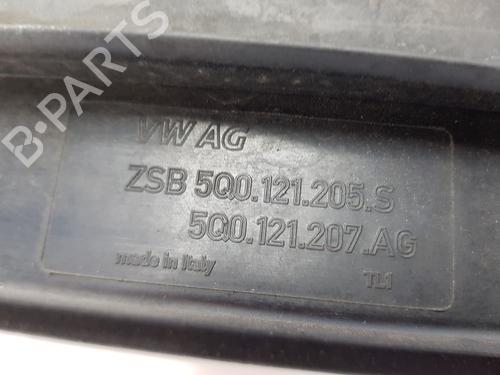 B-PARTS
VW AG
ZSB 5Q0.121.205.S
5Q0.121.207.AG
made in Italy
TL1